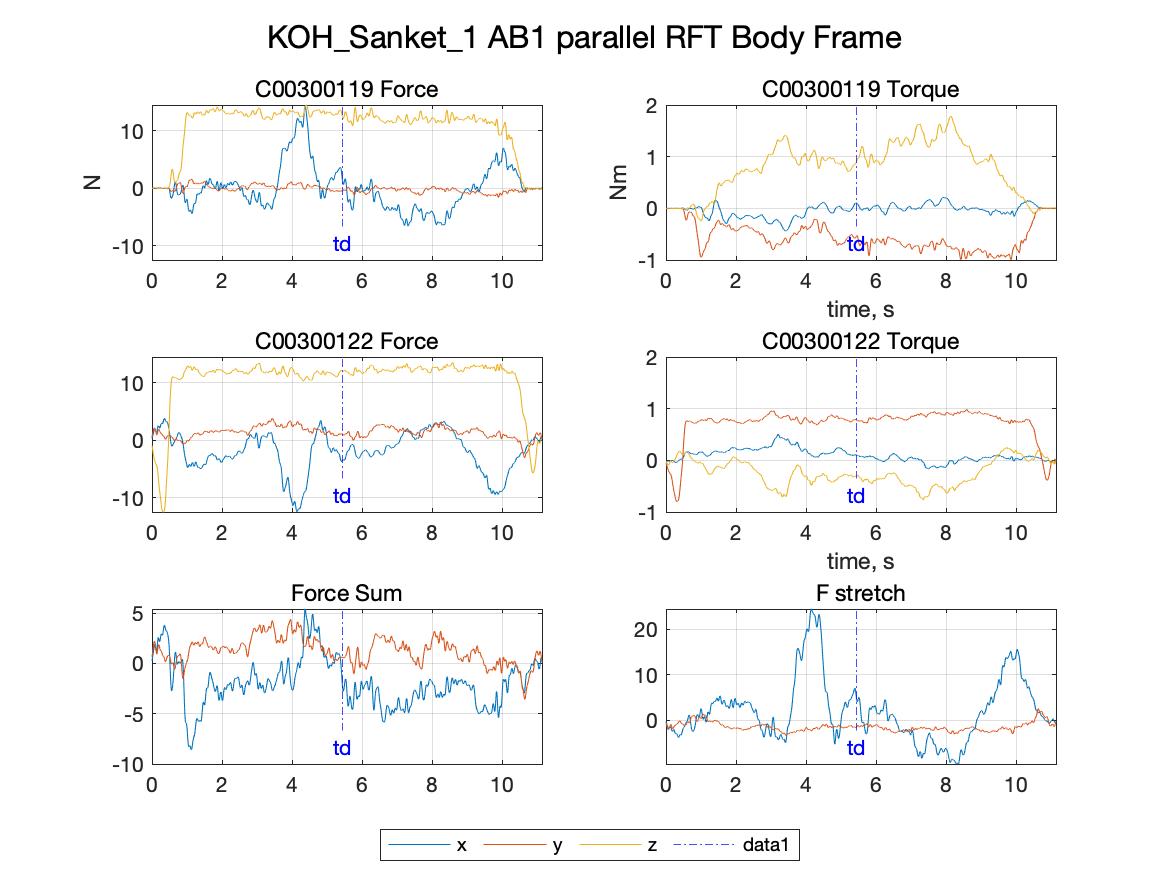 KOH_Sanket_1 AB1 parallel RFT Body Frame
C00300119 Force
N
10
0
-10
td
0 2 4 6 8 10
C00300119 Torque
Nm
2
1
0
-1
td
0 2 4 6 8 10
time, s
C00300122 Force
10
0
-10
td
0 2 4 6 8 10
C00300122 Torque
2
1
0
-1
td
0 2 4 6 8 10
time, s
Force Sum
5
0
-5
-10
td
0 2 4 6 8 10
F stretch
20
10
0
td
0 2 4 6 8 10
x y z data1